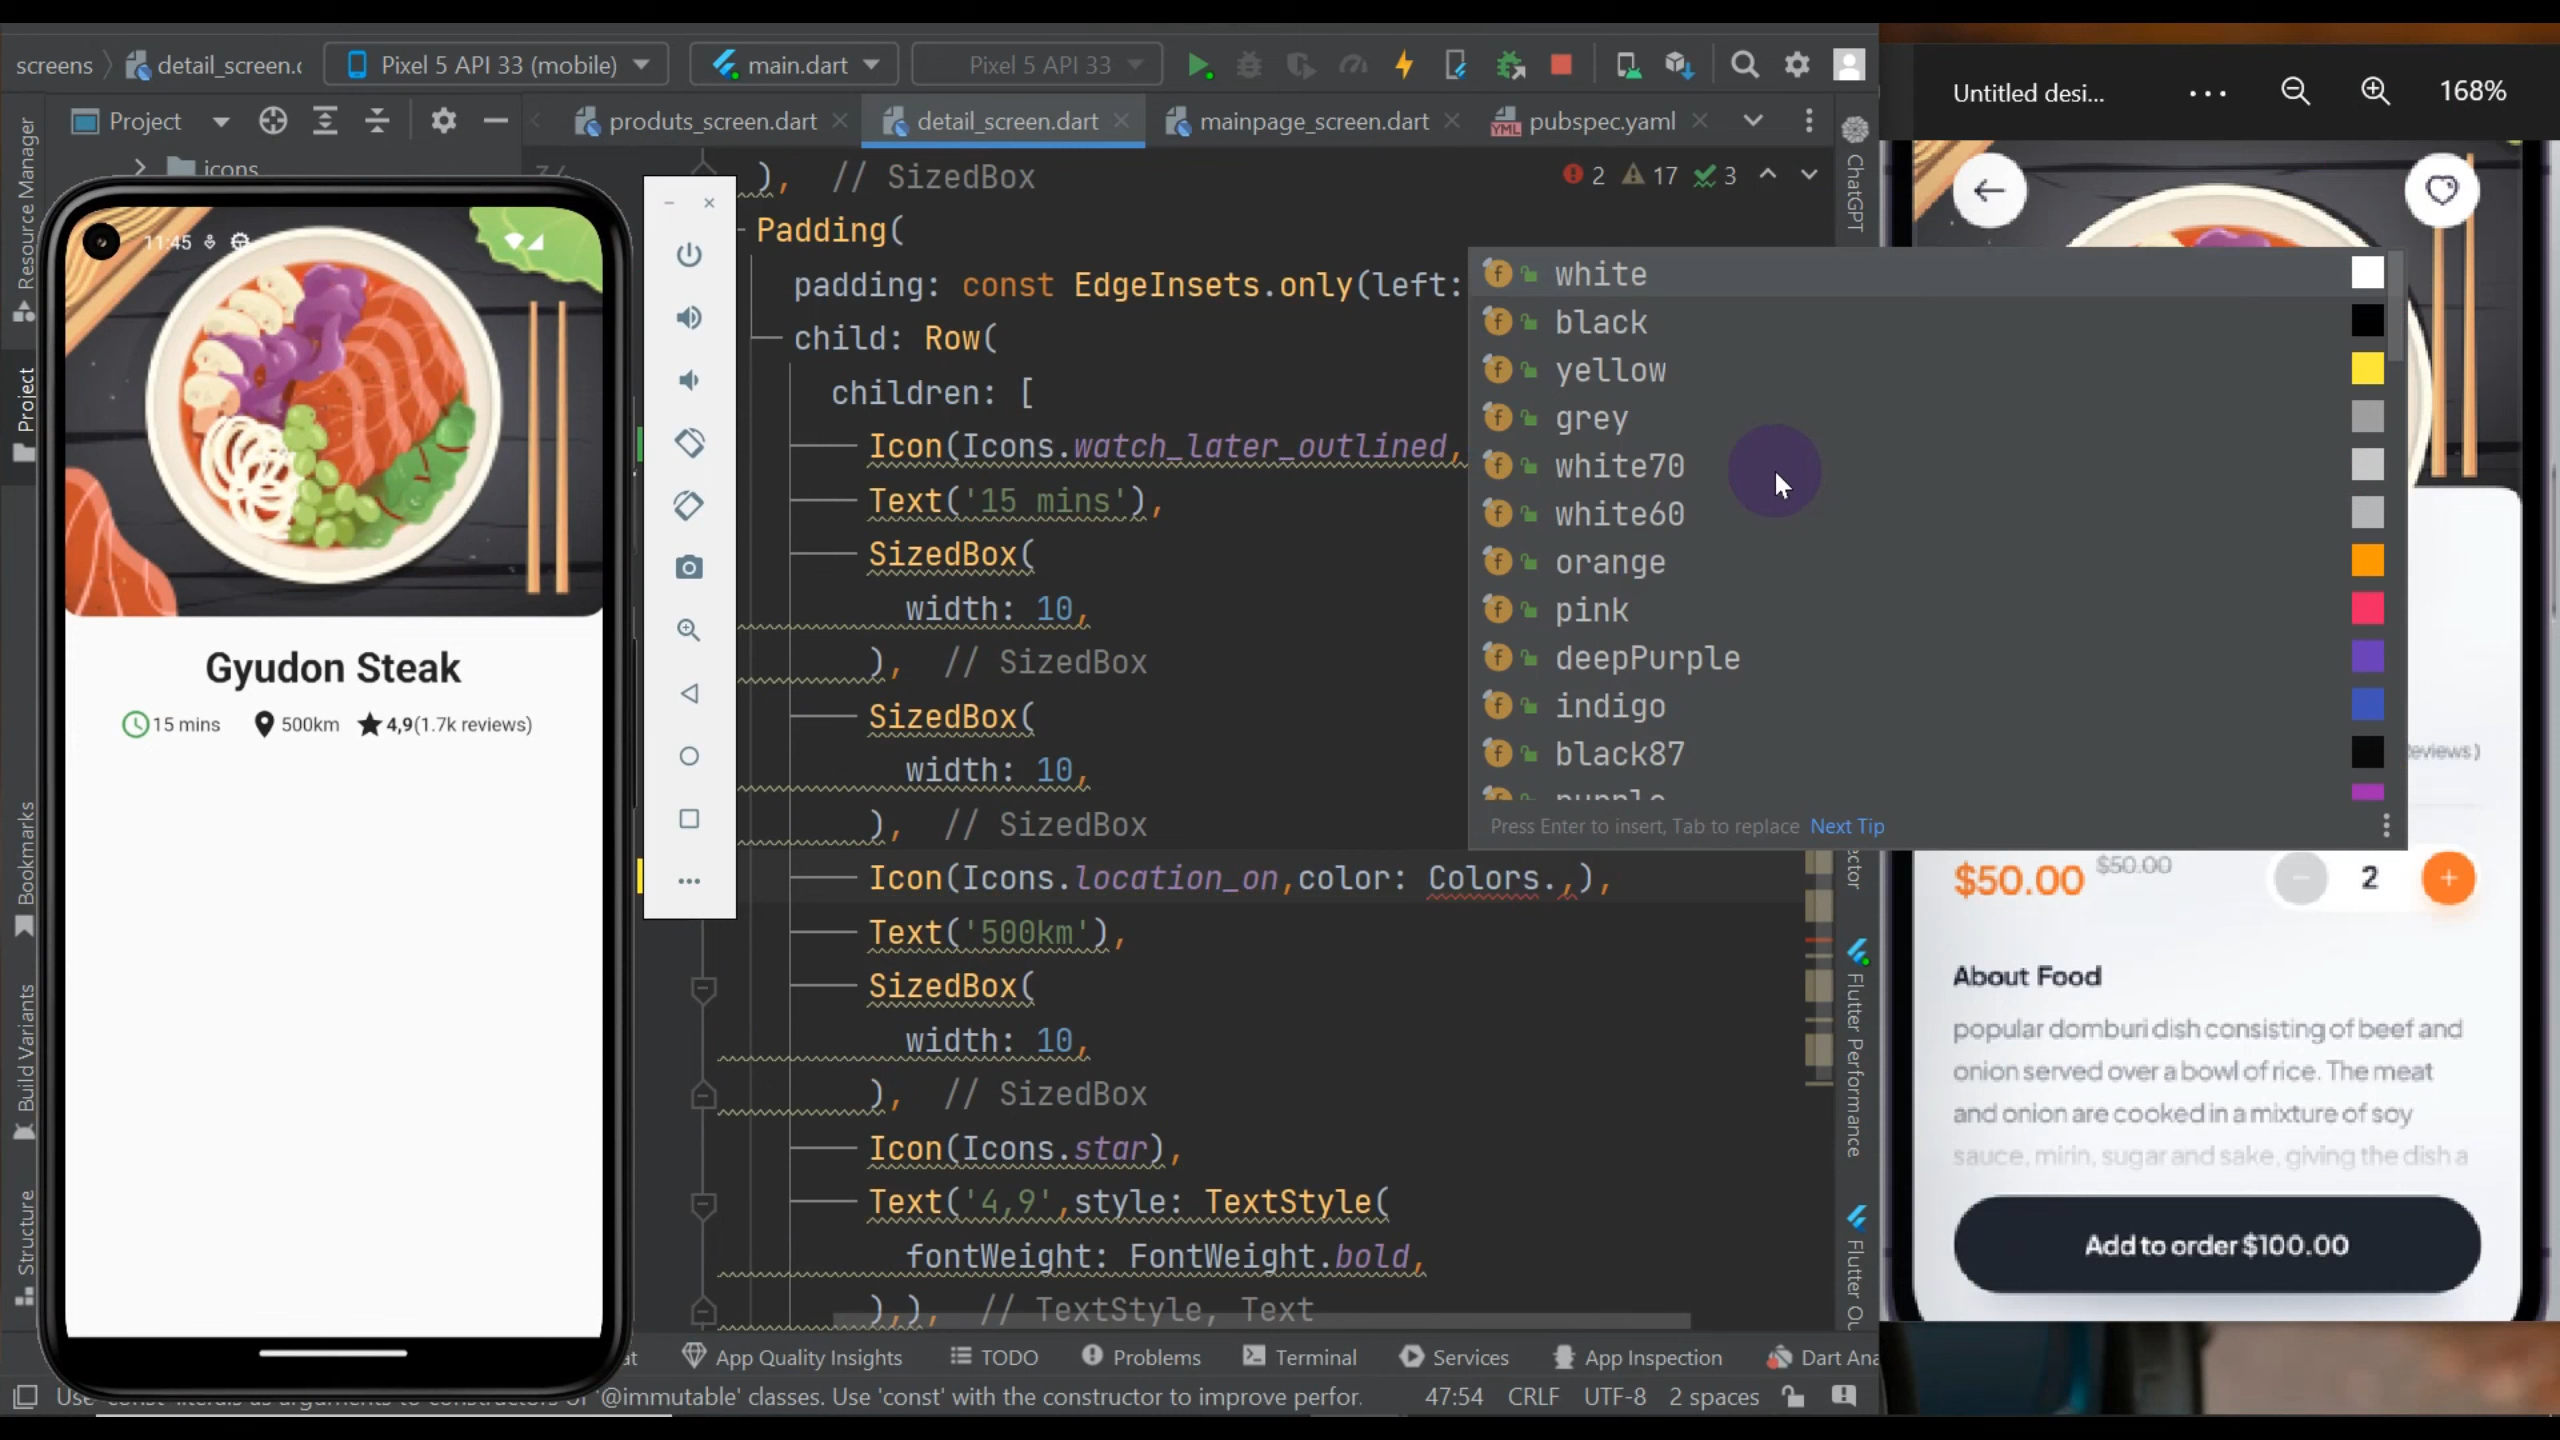 screens
detail_screen.c
Pixel 5 API 33 (mobile)
main.dart
Pixel 5 API 33
Untitled desi...
168%
Project
produts_screen.dart
detail_screen.dart
mainpage_screen.dart
YML
pubspec.yaml
icons
Resource Manager
Project
Bookmarks
Build Variants
Structure
11:45
Gyudon Steak
15 mins
500km
4,9(1.7k reviews)
), // SizedBox
2
17
3
Padding(
padding: const EdgeInsets.only(left:
child: Row(
children: [
Icon(Icons.watch_later_outlined,
Text('15 mins'),
SizedBox(
width: 10,
), // SizedBox
SizedBox(
width: 10,
), // SizedBox
Icon(Icons.location_on,color: Colors.,),
Text('500km'),
SizedBox(
width: 10,
), // SizedBox
Icon(Icons.star),
Text('4,9',style: TextStyle(
fontWeight: FontWeight.bold,
),), // TextStyle, Text
white
black
yellow
grey
white70
white60
orange
pink
deepPurple
indigo
black87
purple
Press Enter to insert, Tab to replace Next Tip
ChatGPT
Flutter Performance
Flutter Ou
eviews)
$50.00
$50.00
2
About Food
popular domburi dish consisting of beef and
onion served over a bowl of rice. The meat
and onion are cooked in a mixture of soy
sauce, mirin, sugar and sake, giving the dish a
Add to order $100.00
App Quality Insights
TODO
Problems
Terminal
Services
App Inspection
Dart Ana
'@immutable' classes. Use 'const' with the constructor to improve perfor.
47:54
CRLF
UTF-8
2 spaces